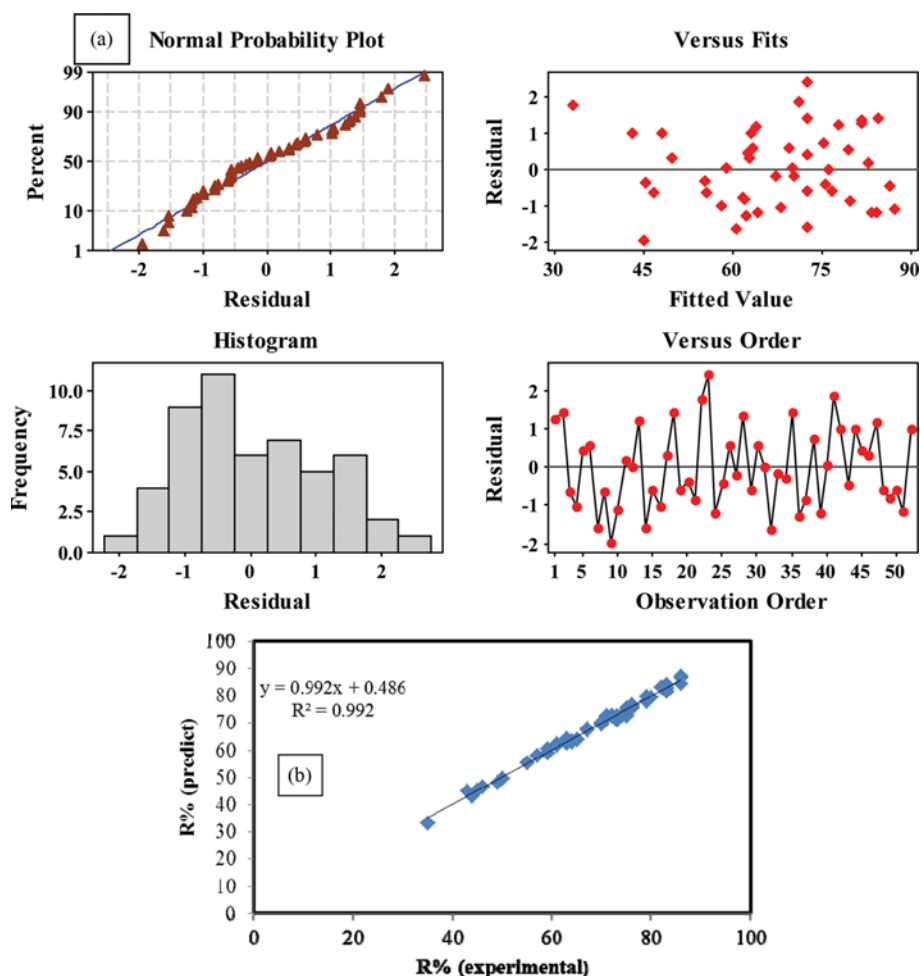 (a)
Normal Probability Plot
99
90
50
10
1
Percent
-2 -1 0 1 2
Residual
Versus Fits
2
1
0
-1
-2
Residual
30 45 60 75 90
Fitted Value
Histogram
10.0
7.5
5.0
2.5
0.0
Frequency
-2 -1 0 1 2
Residual
Versus Order
2
1
0
-1
-2
Residual
1 5 10 15 20 25 30 35 40 45 50
Observation Order
100
90
80
70
60
50
40
30
20
10
0
R% (predict)
y = 0.992x + 0.486
R² = 0.992
(b)
0 20 40 60 80 100
R% (experimental)